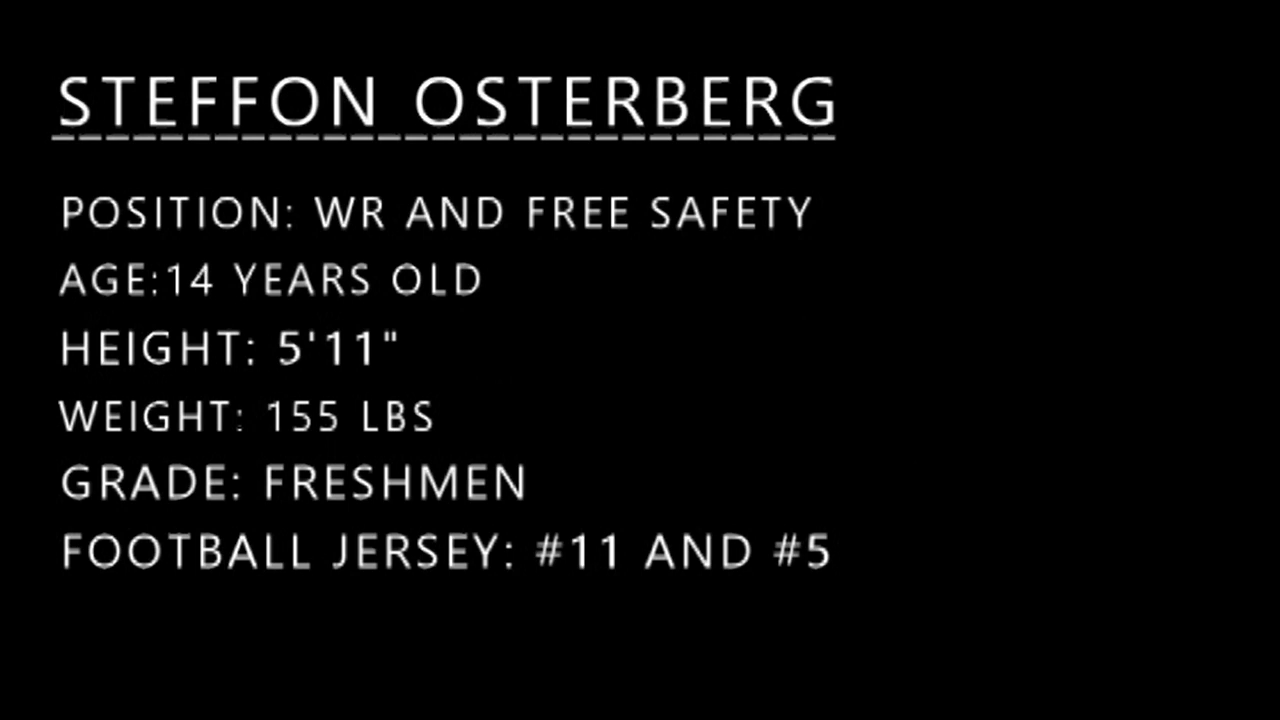 STEFFON OSTERBERG
POSITION: WR AND FREE SAFETY
AGE:14 YEARS OLD
HEIGHT: 5'11"
WEIGHT: 155 LBS
GRADE: FRESHMEN
FOOTBALL JERSEY: #11 AND #5